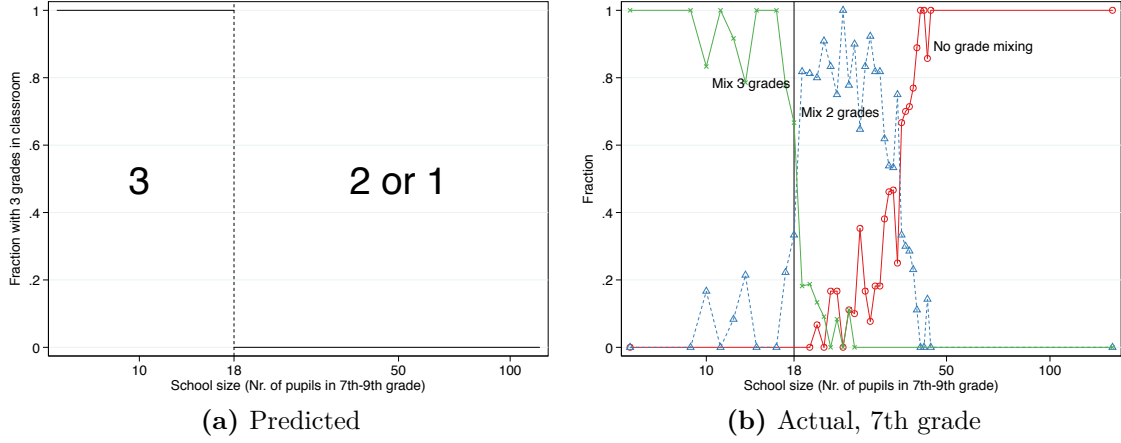 1
.8
.6
.4
.2
0
Fraction with 3 grades in classroom
3
2 or 1
10
18
50
100
School size (Nr. of pupils in 7th-9th grade)
(a) Predicted
1
.8
.6
.4
.2
0
Fraction
No grade mixing
Mix 3 grades
Mix 2 grades
10
18
50
100
School size (Nr. of pupils in 7th-9th grade)
(b) Actual, 7th grade